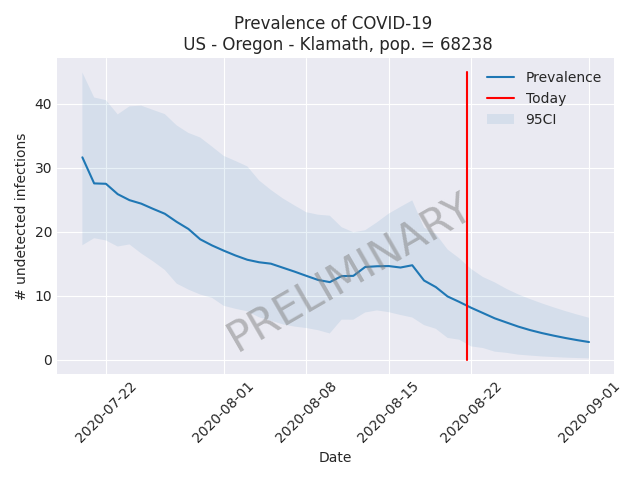 Prevalence of COVID-19
US - Oregon - Klamath, pop. = 68238
Prevalence
Today
95CI
# undetected infections
40
30
20
10
0
PRELIMINARY
2020-07-22
2020-08-01
2020-08-08
2020-08-15
2020-08-22
2020-09-01
Date